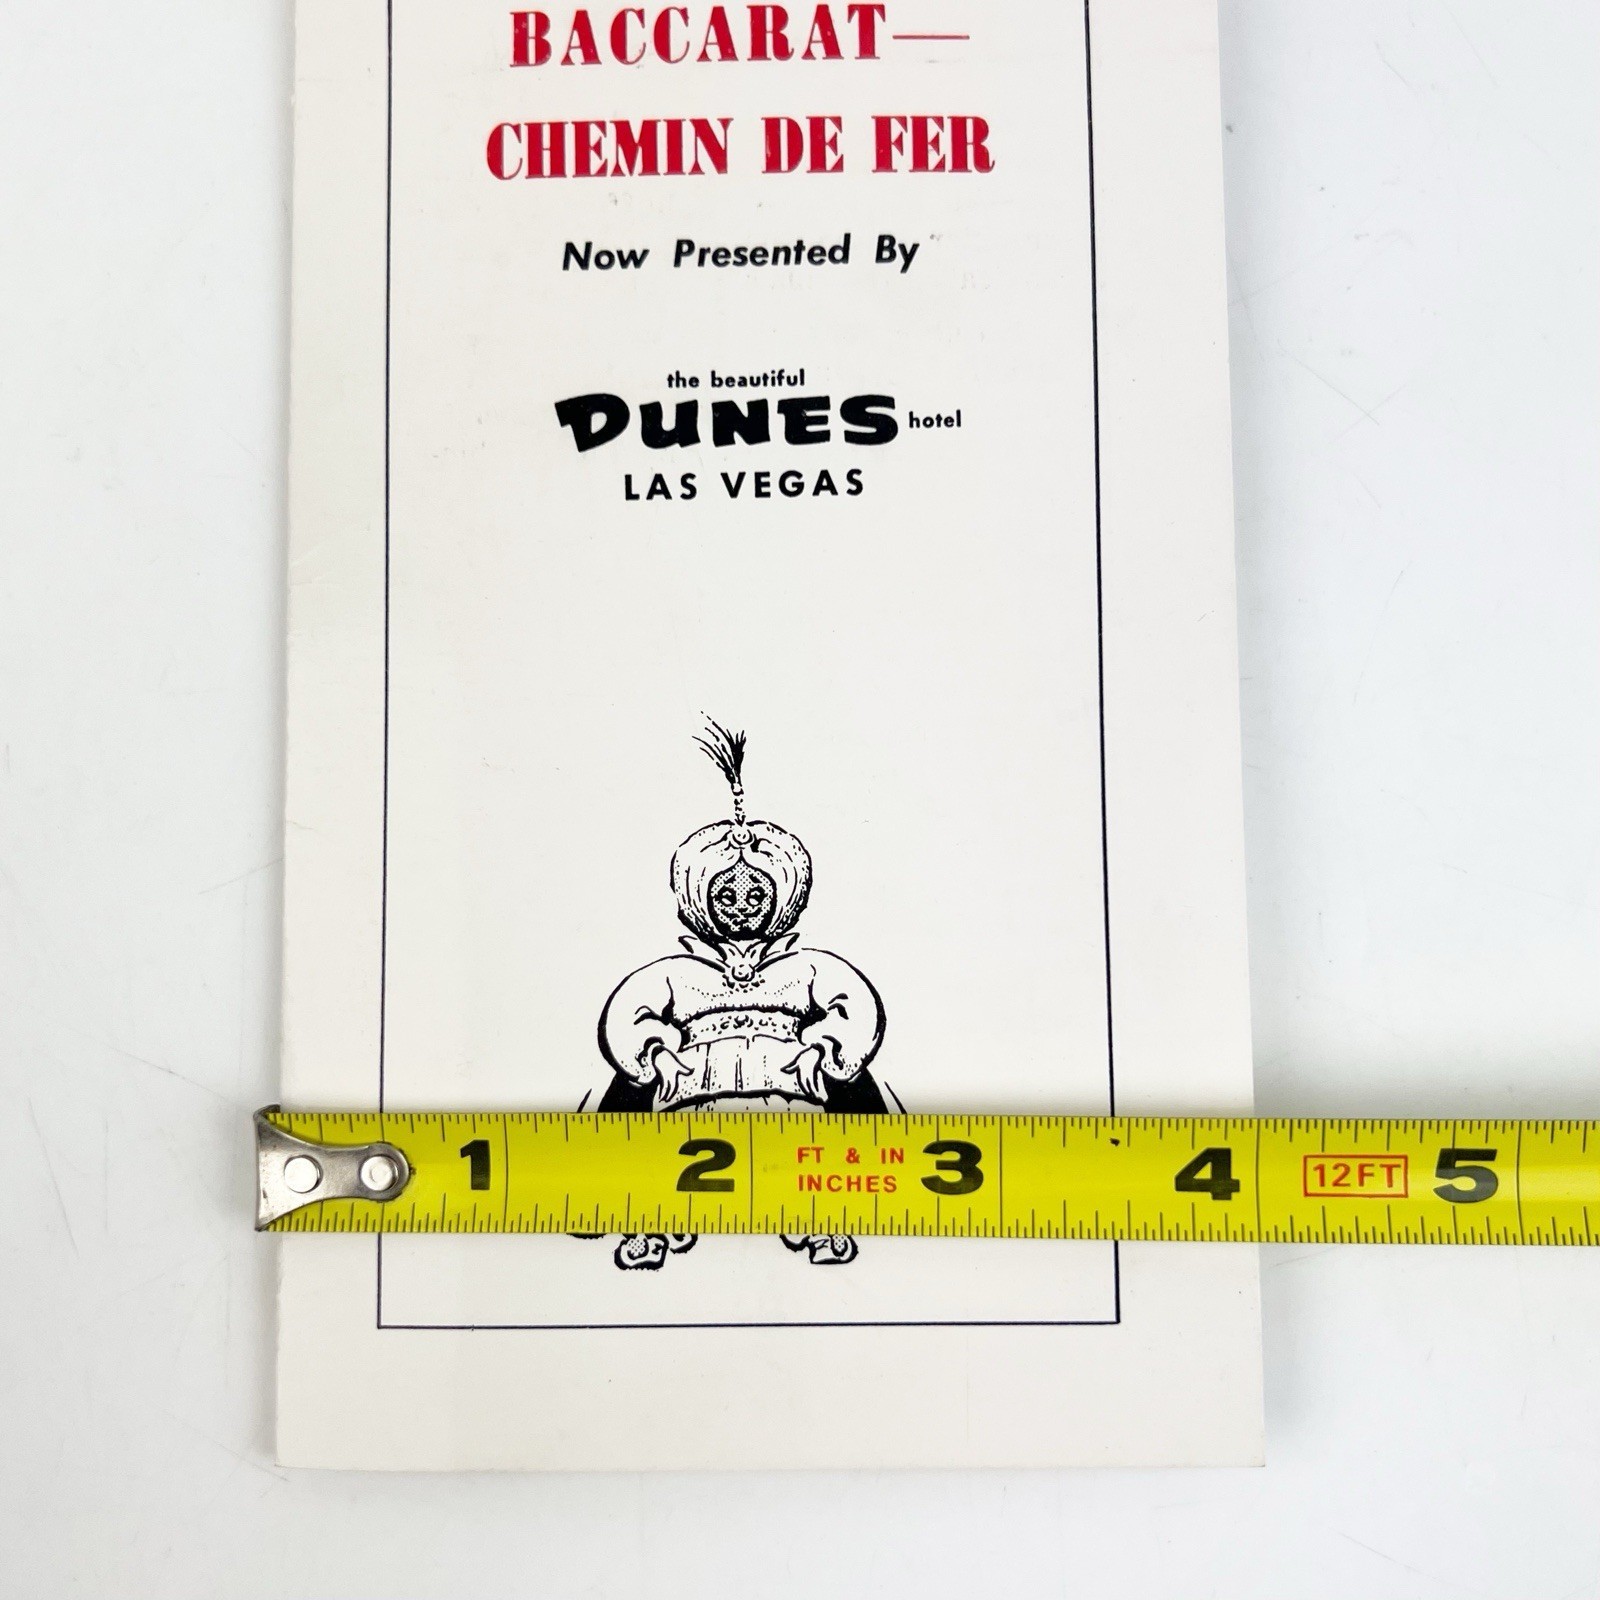 BACCARAT—
CHEMIN DE FER
Now Presented By
the beautiful
DUNES hotel
LAS VEGAS
1 2 FT & IN 3 4 12FT 5
INCHES